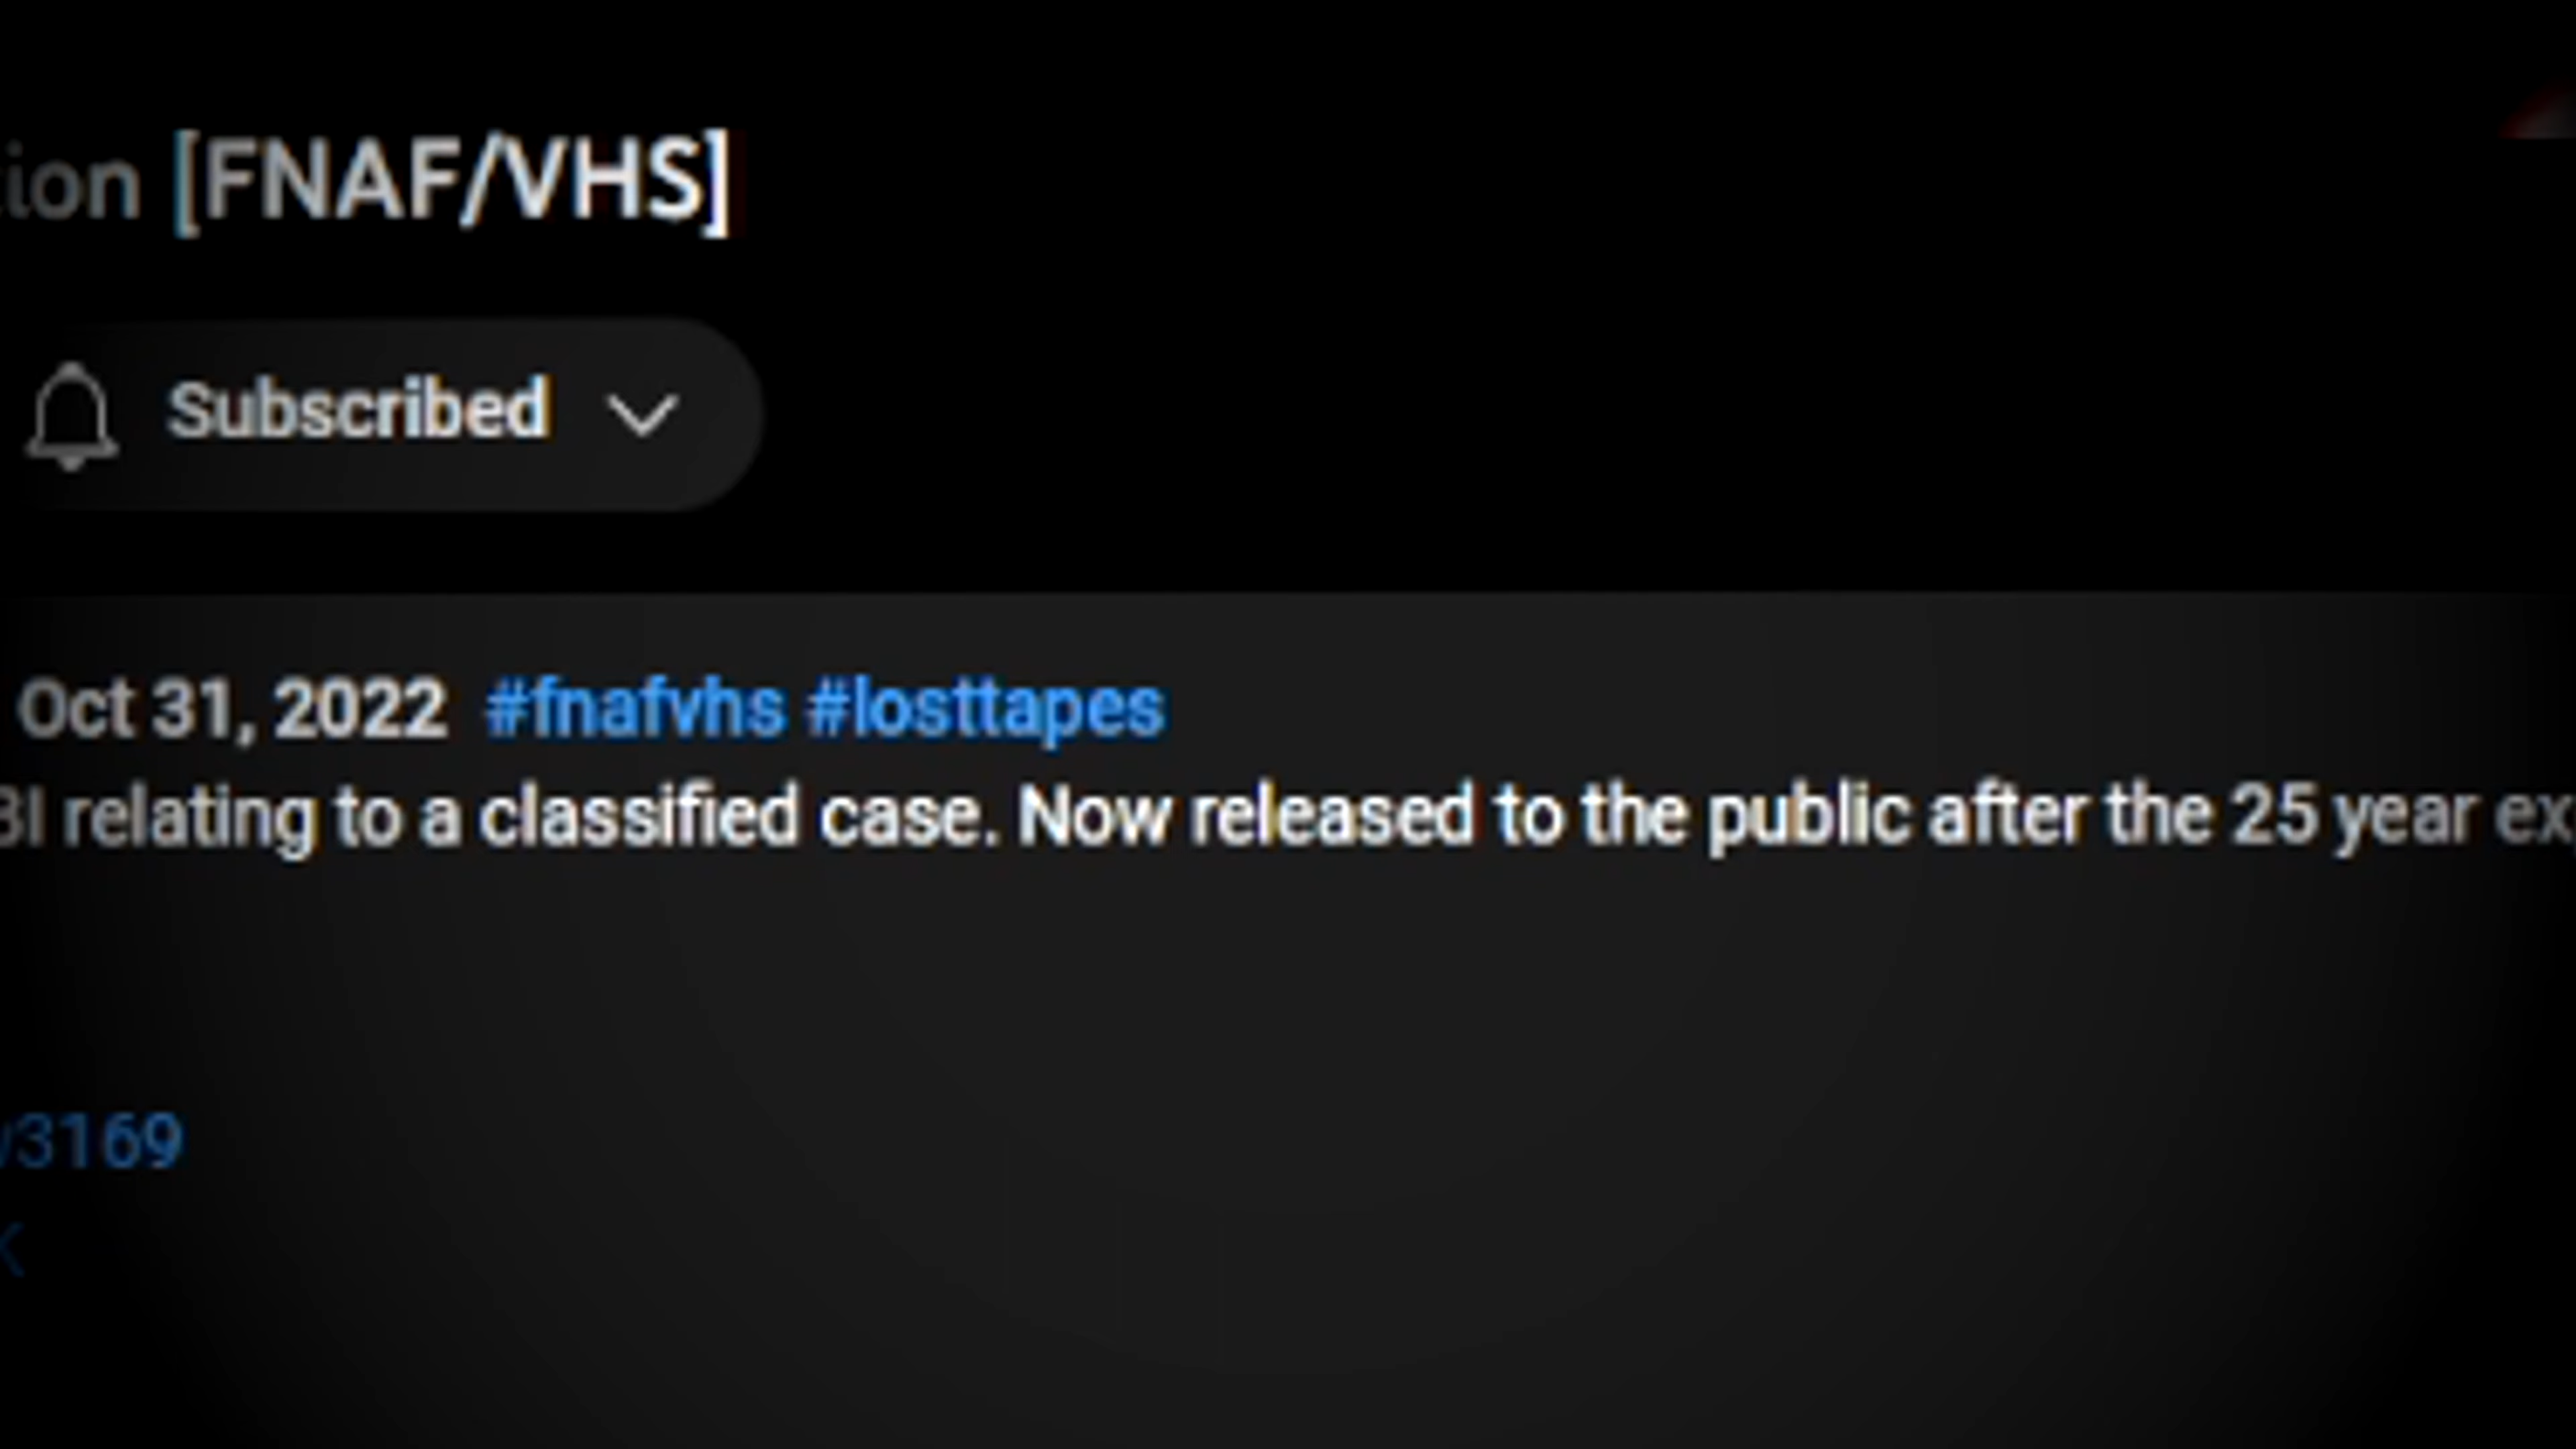 tion [FNAF/VHS]
Subscribed
Oct 31, 2022 #fnafvhs #losttapes
BI relating to a classified case. Now released to the public after the 25 year ex
3169
K